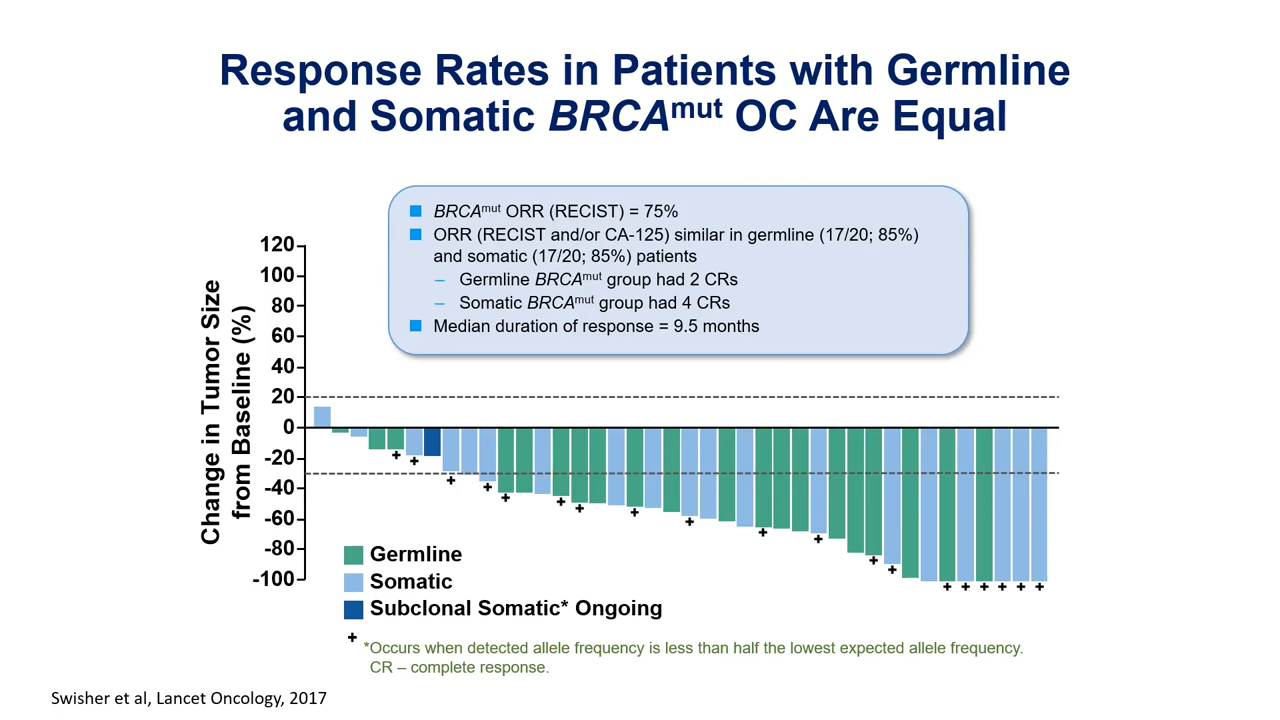 Response Rates in Patients with Germline
and Somatic BRCAmut OC Are Equal
BRCAmut ORR (RECIST) = 75%
ORR (RECIST and/or CA-125) similar in germline (17/20; 85%)
and somatic (17/20; 85%) patients
– Germline BRCAmut group had 2 CRs
– Somatic BRCAmut group had 4 CRs
Median duration of response = 9.5 months
Change in Tumor Size
from Baseline (%)
120
100
80
60
40
20
0
-20
-40
-60
-80
-100
+ + + + + + + + + + + + + + + + + + +
Germline
Somatic
Subclonal Somatic* Ongoing
+
*Occurs when detected allele frequency is less than half the lowest expected allele frequency.
CR – complete response.
Swisher et al, Lancet Oncology, 2017